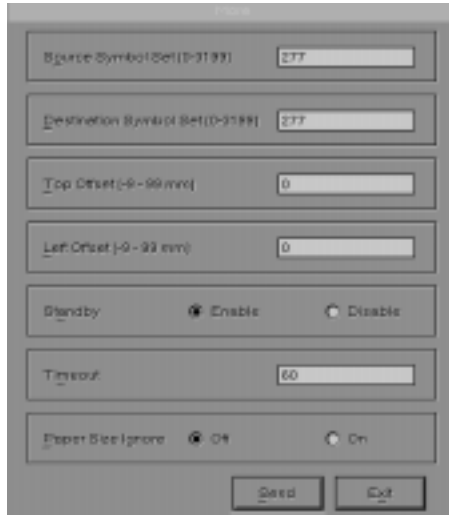 More
Source Symbol Set(0-3199) 277
Destination Symbol Set(0-3199) 277
Top Offset (-9 - 99 mm) 0
Left Offset (-9 - 99 mm) 0
Standby Enable Disable
Timeout 60
Paper Size Ignore Off On
Send Exit